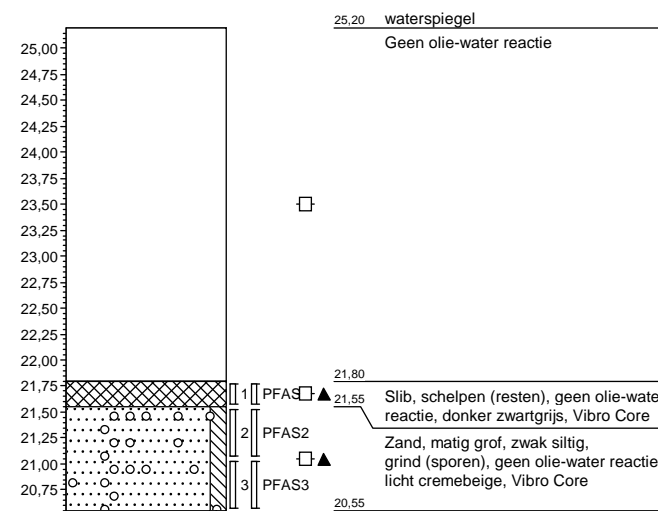 25,20 waterspiegel
Geen olie-water reactie
25,00
24,75
24,50
24,25
24,00
23,75
23,50
23,25
23,00
22,75
22,50
22,25
22,00
21,75
21,50
21,25
21,00
20,75
1 PFAS
2 PFAS2
3 PFAS3
21,80
21,55 Slib, schelpen (resten), geen olie-wate
reactie, donker zwartgrijs, Vibro Core
Zand, matig grof, zwak siltig,
grind (sporen), geen olie-water reactie
licht cremebeige, Vibro Core
20,55